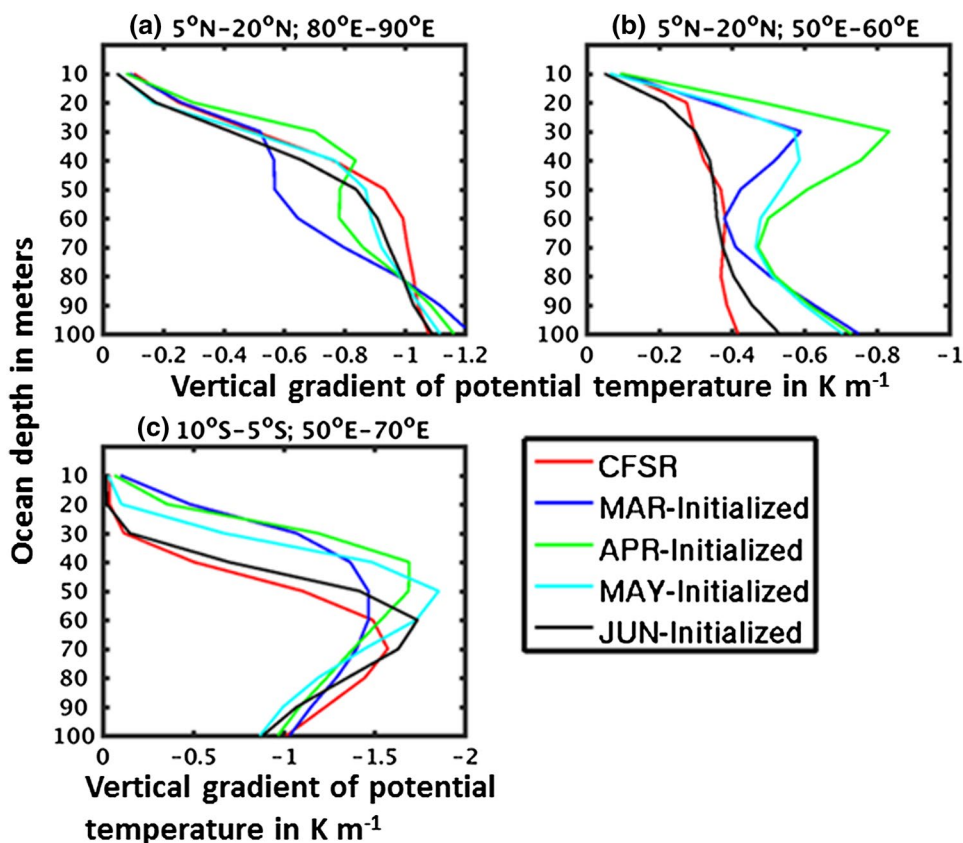 (a) 5°N-20°N; 80°E-90°E
(b) 5°N-20°N; 50°E-60°E
10
20
30
40
50
60
70
80
90
100
0 -0.2 -0.4 -0.6 -0.8 -1 -1.2
10
20
30
40
50
60
70
80
90
100
0 -0.2 -0.4 -0.6 -0.8 -1
Vertical gradient of potential temperature in K m⁻¹
Ocean depth in meters
(c) 10°S-5°S; 50°E-70°E
10
20
30
40
50
60
70
80
90
100
0 -0.5 -1 -1.5 -2
Vertical gradient of potential
temperature in K m⁻¹
CFSR
MAR-Initialized
APR-Initialized
MAY-Initialized
JUN-Initialized